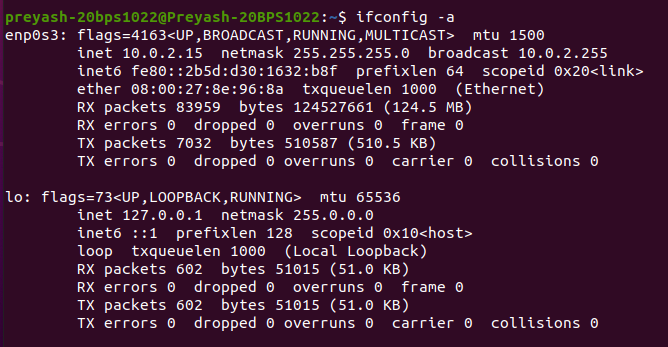 preyash-20bps1022@Preyash-20BPS1022:~$ ifconfig -a
enp0s3: flags=4163<UP,BROADCAST,RUNNING,MULTICAST>  mtu 1500
        inet 10.0.2.15  netmask 255.255.255.0  broadcast 10.0.2.255
        inet6 fe80::2b5d:d30:1632:b8f  prefixlen 64  scopeid 0x20<link>
        ether 08:00:27:8e:96:8a  txqueuelen 1000  (Ethernet)
        RX packets 83959  bytes 124527661 (124.5 MB)
        RX errors 0  dropped 0  overruns 0  frame 0
        TX packets 7032  bytes 510587 (510.5 KB)
        TX errors 0  dropped 0 overruns 0  carrier 0  collisions 0

lo: flags=73<UP,LOOPBACK,RUNNING>  mtu 65536
        inet 127.0.0.1  netmask 255.0.0.0
        inet6 ::1  prefixlen 128  scopeid 0x10<host>
        loop  txqueuelen 1000  (Local Loopback)
        RX packets 602  bytes 51015 (51.0 KB)
        RX errors 0  dropped 0  overruns 0  frame 0
        TX packets 602  bytes 51015 (51.0 KB)
        TX errors 0  dropped 0 overruns 0  carrier 0  collisions 0